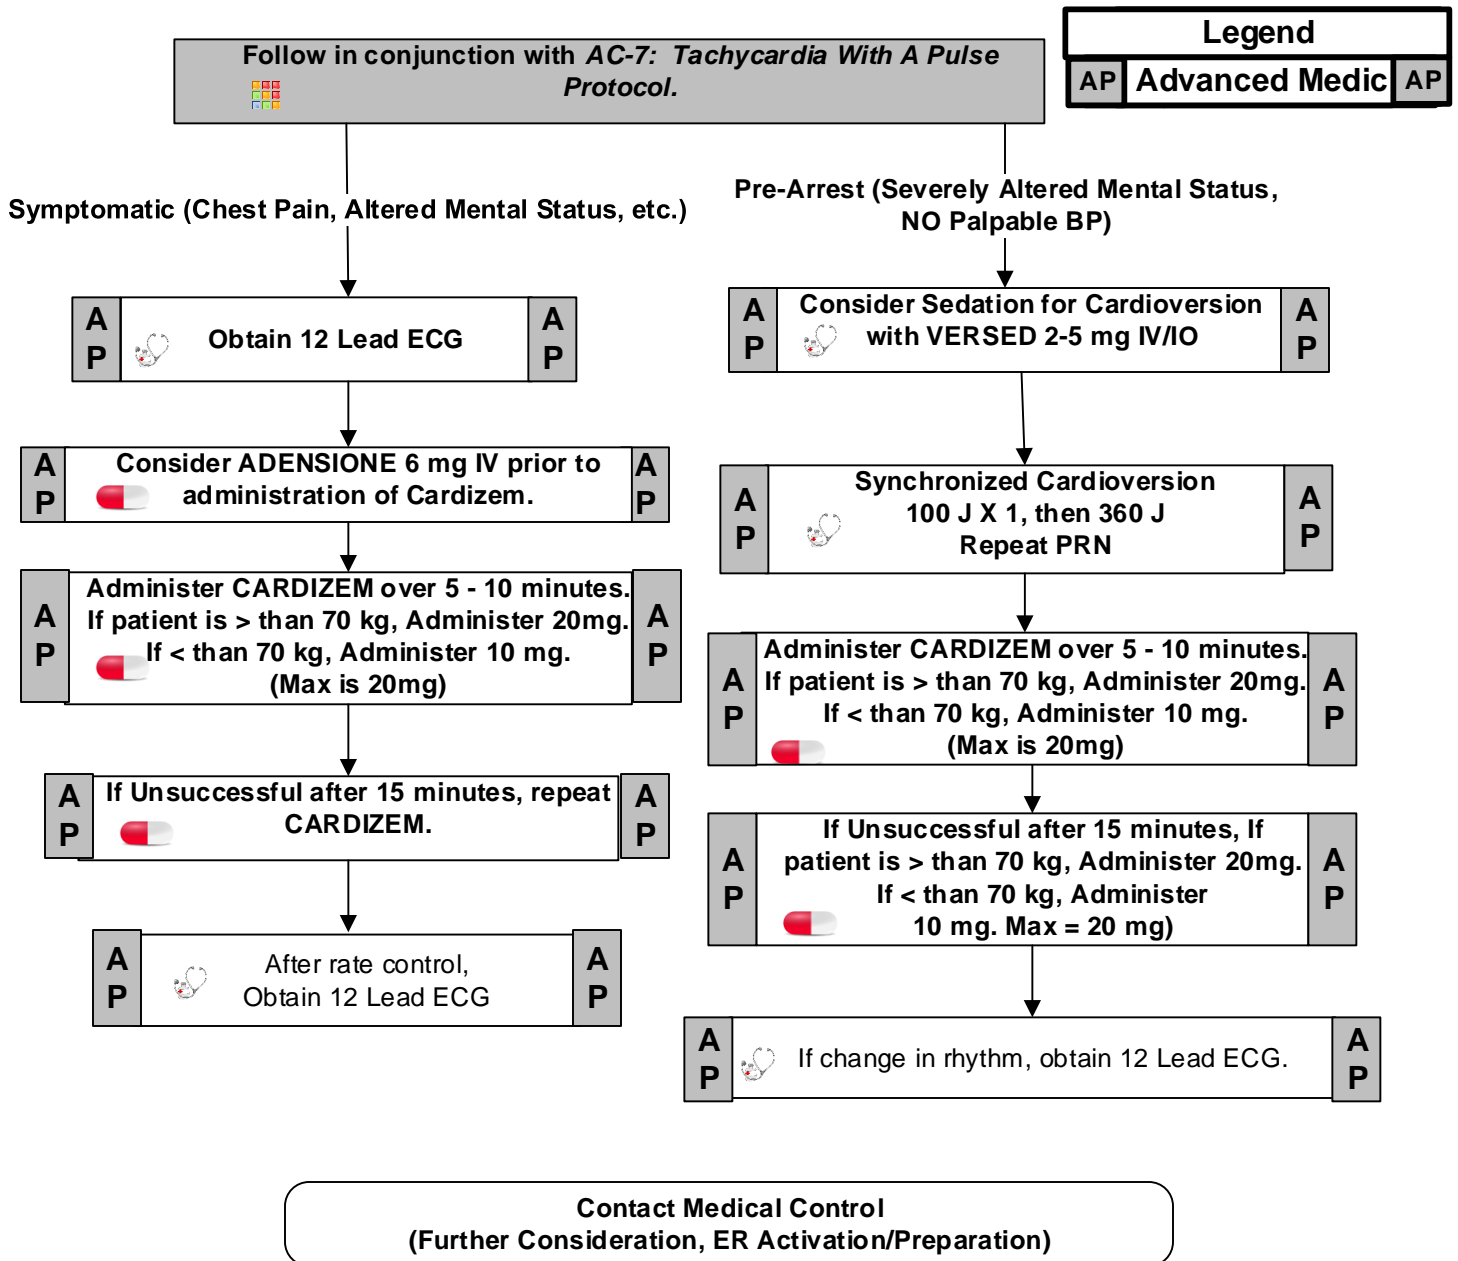 Legend
AP Advanced Medic AP
Follow in conjunction with AC-7: Tachycardia With A Pulse
Protocol.
Symptomatic (Chest Pain, Altered Mental Status, etc.)
A
P
Obtain 12 Lead ECG
A
P
A
P
Consider ADENSIONE 6 mg IV prior to
administration of Cardizem.
A
P
A
P
Administer CARDIZEM over 5 - 10 minutes.
If patient is > than 70 kg, Administer 20mg.
If < than 70 kg, Administer 10 mg.
(Max is 20mg)
A
P
A
P
If Unsuccessful after 15 minutes, repeat
CARDIZEM.
A
P
A
P
After rate control,
Obtain 12 Lead ECG
A
P
Pre-Arrest (Severely Altered Mental Status,
NO Palpable BP)
A
P
Consider Sedation for Cardioversion
with VERSED 2-5 mg IV/IO
A
P
A
P
Synchronized Cardioversion
100 J X 1, then 360 J
Repeat PRN
A
P
A
P
Administer CARDIZEM over 5 - 10 minutes.
If patient is > than 70 kg, Administer 20mg.
If < than 70 kg, Administer 10 mg.
(Max is 20mg)
A
P
A
P
If Unsuccessful after 15 minutes, If
patient is > than 70 kg, Administer 20mg.
If < than 70 kg, Administer
10 mg. Max = 20 mg)
A
P
A
P
If change in rhythm, obtain 12 Lead ECG.
A
P
Contact Medical Control
(Further Consideration, ER Activation/Preparation)